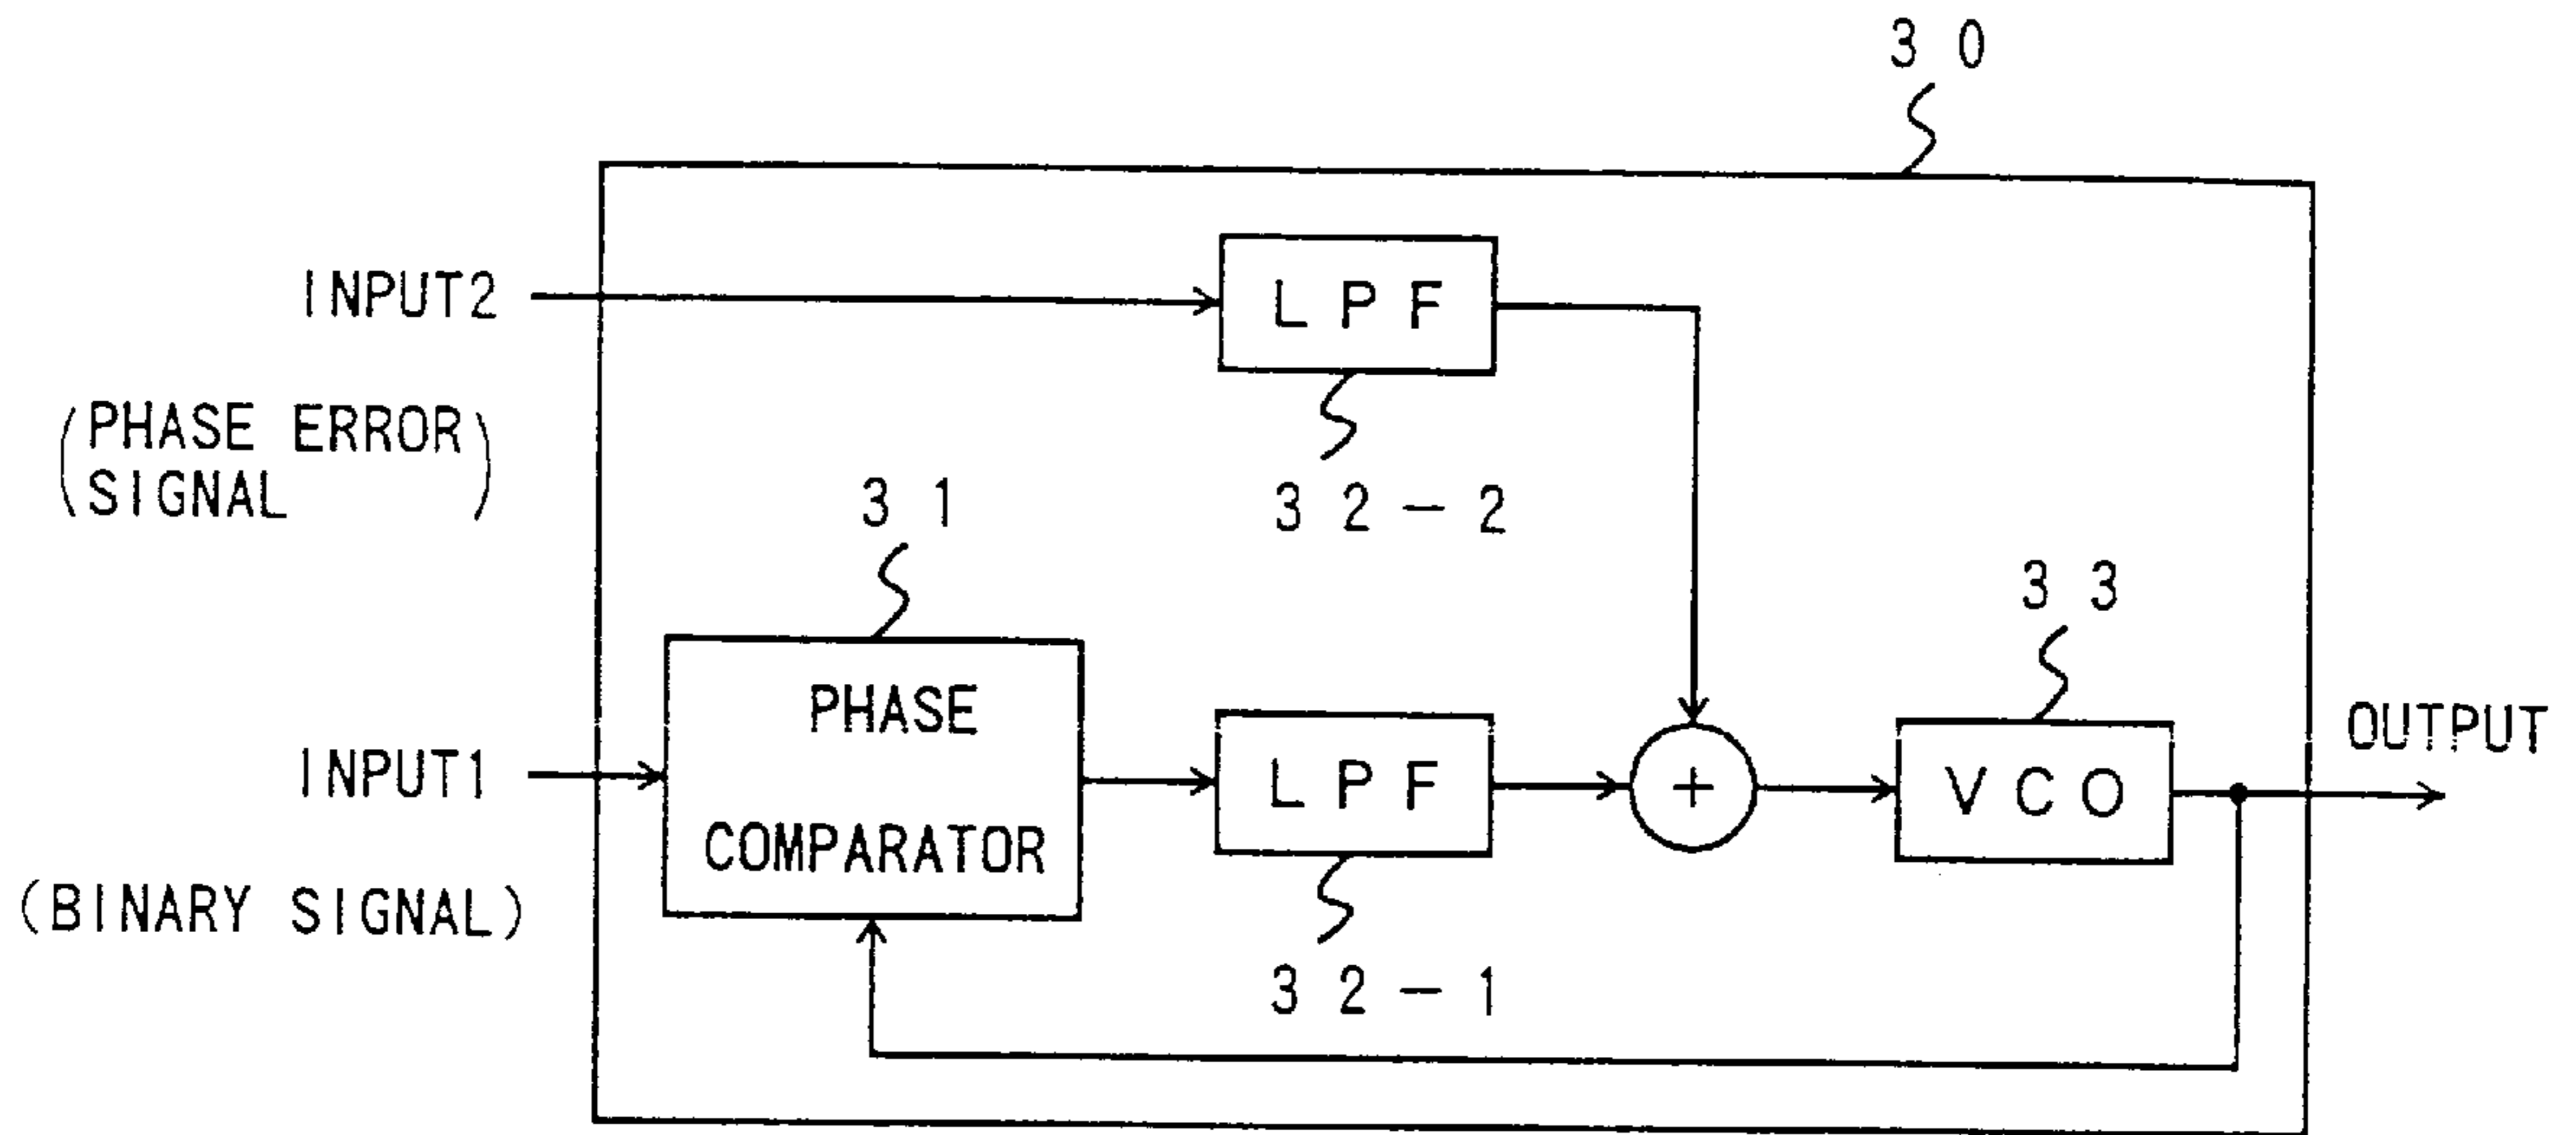 30
INPUT2
LPF
(PHASE ERROR
SIGNAL)
32-2
31
33
PHASE
COMPARATOR
INPUT1
(BINARY SIGNAL)
LPF
+
VCO
OUTPUT
32-1